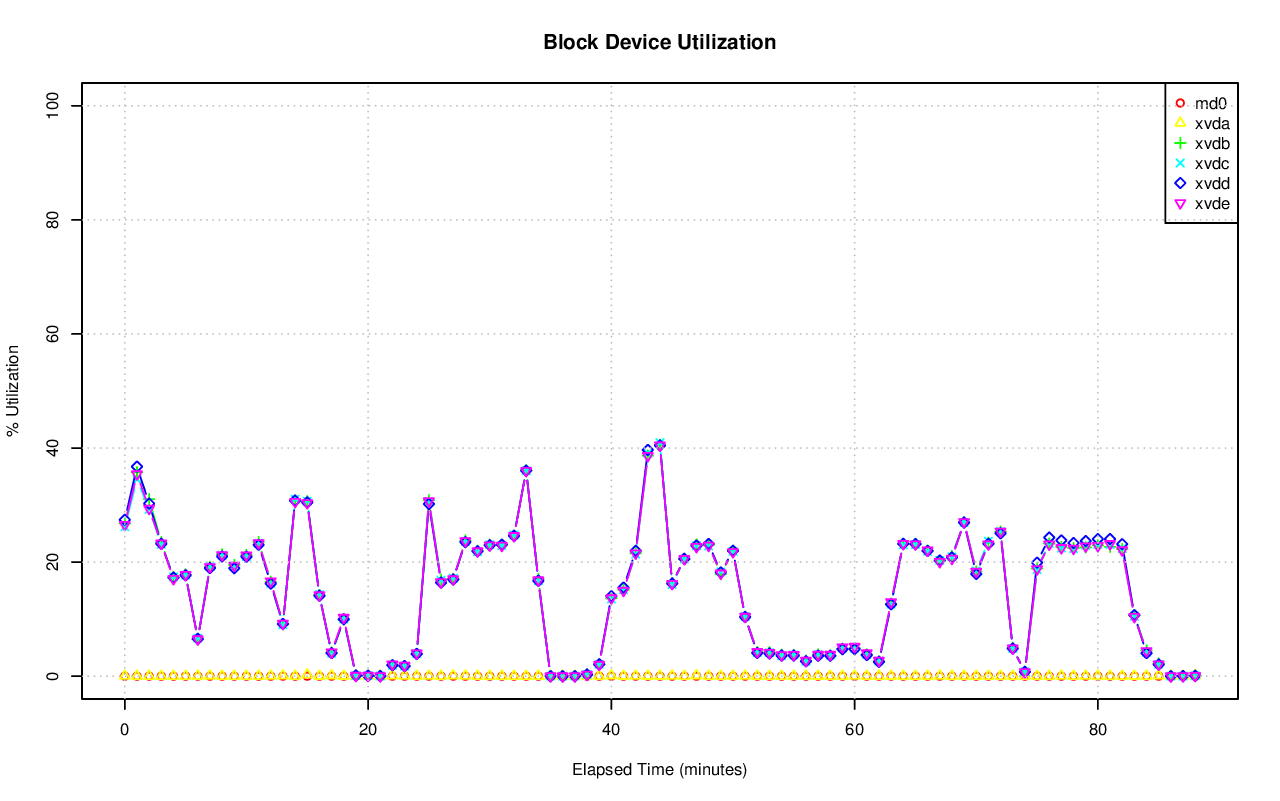 Block Device Utilization
% Utilization
100
80
60
40
20
0
md0
xvda
xvdb
xvdc
xvdd
xvde
0 20 40 60 80
Elapsed Time (minutes)